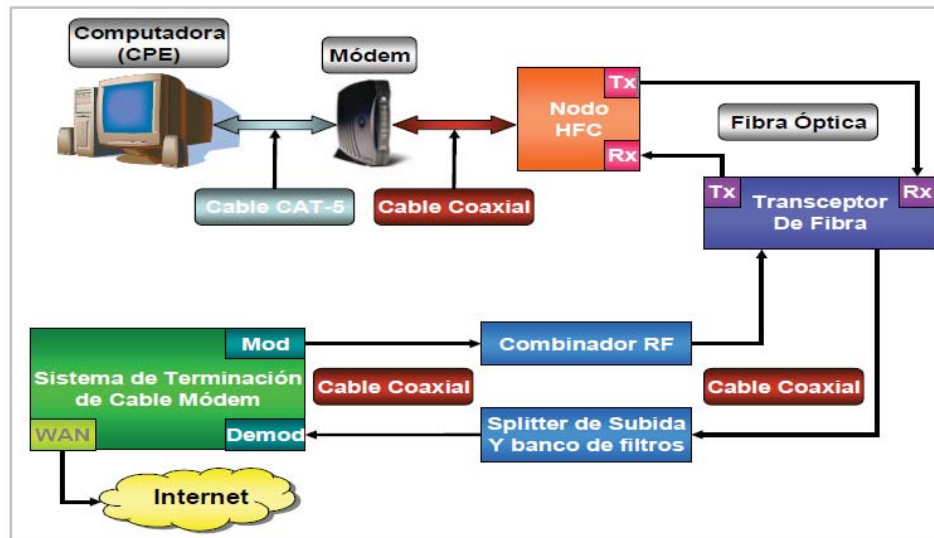 Computadora
(CPE)
Módem
Nodo
HFC
Tx
Rx
Fibra Óptica
Cable CAT-5
Cable Coaxial
Tx
Rx
Transceptor
De Fibra
Mod
Sistema de Terminación
de Cable Módem
WAN
Demod
Cable Coaxial
Combinador RF
Cable Coaxial
Splitter de Subida
Y banco de filtros
Internet